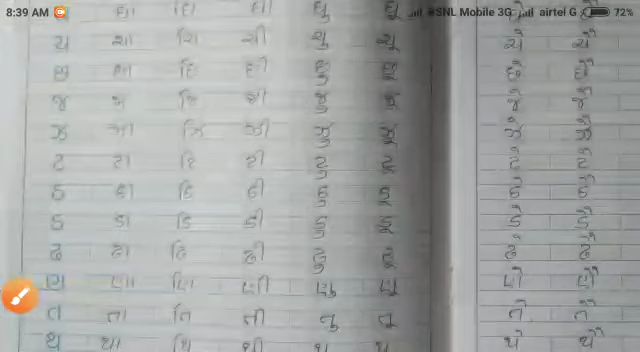 8:39 AM BSNL Mobile 3G airtel 72%
घ घा घि घी घु घू घे घै
च चा चि ची चु चू चे चै
छ छा छि छी छु छू छे छै
ज जा जि जी जु जू जे जै
झ झा झि झी झु झू झे झै
ट टा टि टी टु टू टे टै
ठ ठा ठि ठी ठु ठू ठे ठै
ड डा डि डी डु डू डे डै
ढ ढा ढि ढी ढु ढू ढे ढै
ण णा णि णी णु णू णे णै
त ता ति ती तु तू ते तै
थ था थि थी थु थू थे थै